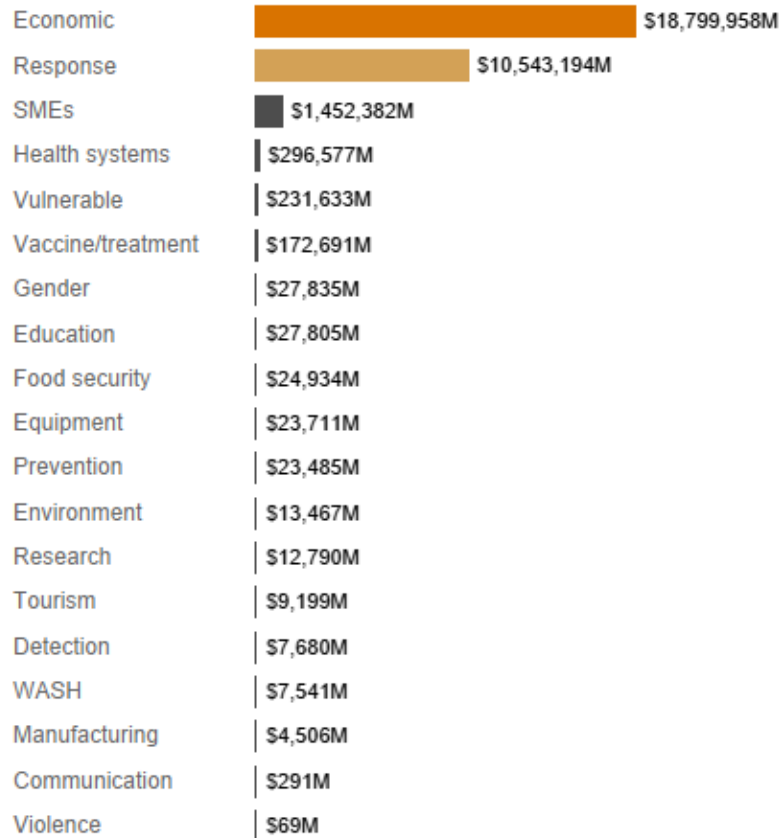 Economic $18,799,958M
Response $10,543,194M
SMEs $1,452,382M
Health systems $296,577M
Vulnerable $231,633M
Vaccine/treatment $172,691M
Gender $27,835M
Education $27,805M
Food security $24,934M
Equipment $23,711M
Prevention $23,485M
Environment $13,467M
Research $12,790M
Tourism $9,199M
Detection $7,680M
WASH $7,541M
Manufacturing $4,506M
Communication $291M
Violence $69M